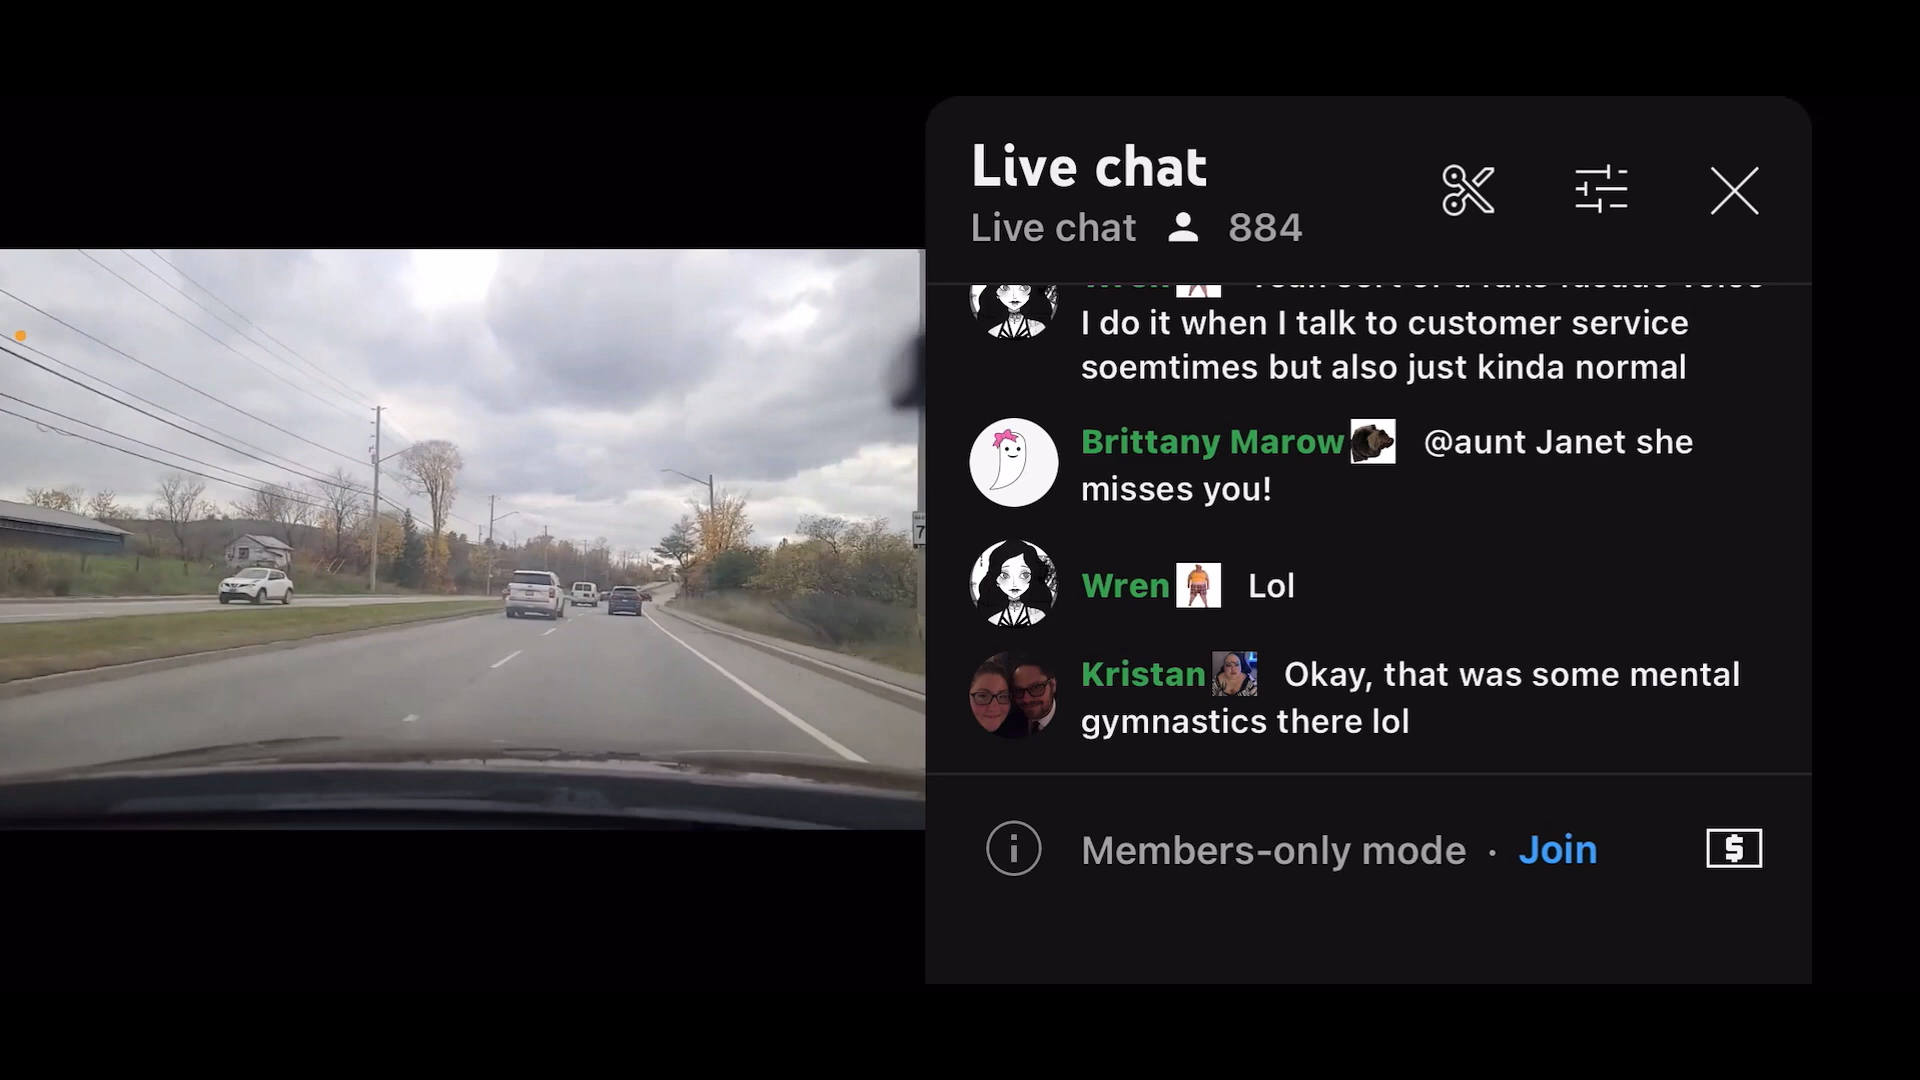 Live chat
Live chat 884
I do it when I talk to customer service
soemtimes but also just kinda normal
Brittany Marow @aunt Janet she
misses you!
Wren Lol
Kristan Okay, that was some mental
gymnastics there lol
Members-only mode · Join
$
7